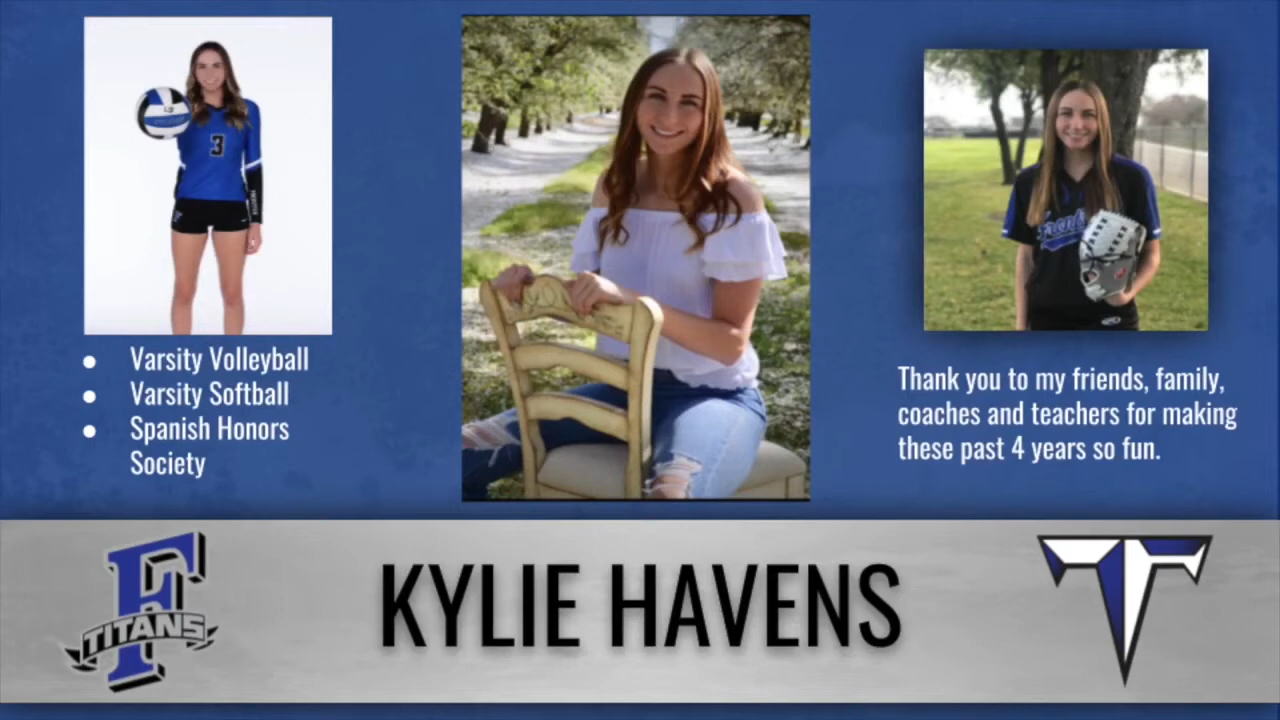 3
Varsity Volleyball
Varsity Softball
Spanish Honors
Society
Thank you to my friends, family,
coaches and teachers for making
these past 4 years so fun.
F
TITANS
KYLIE HAVENS
T